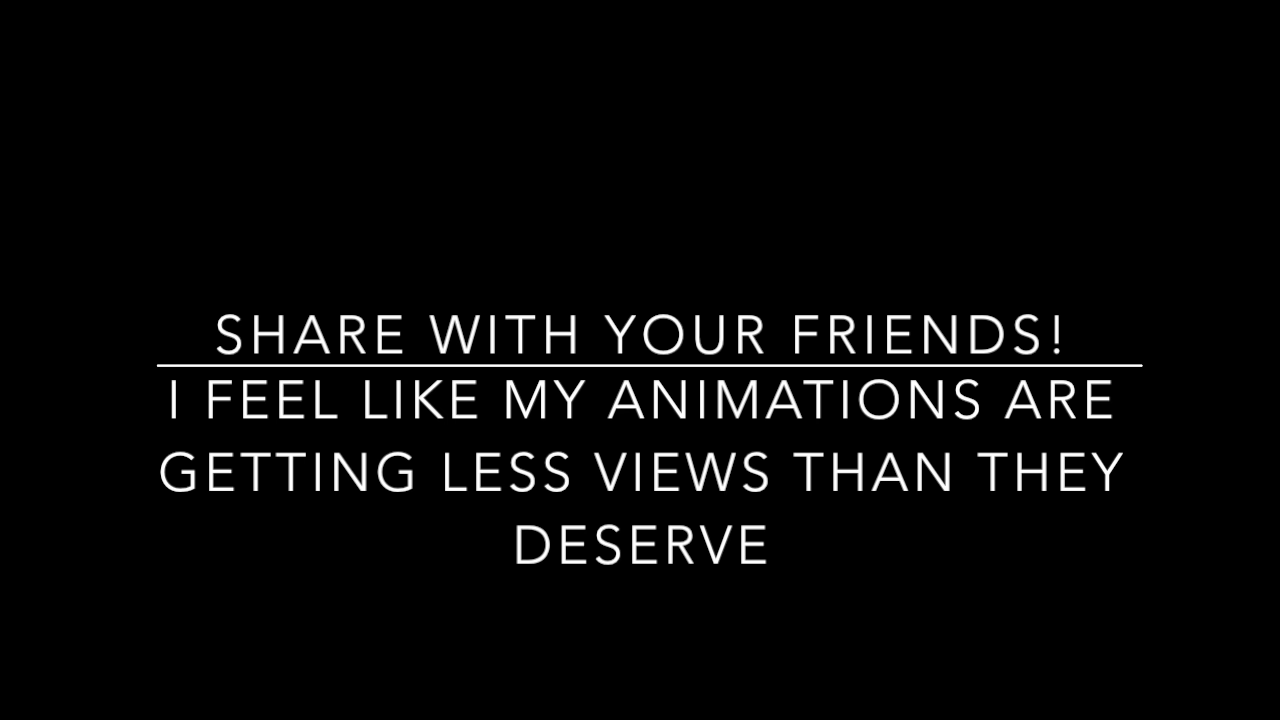 SHARE WITH YOUR FRIENDS!
I FEEL LIKE MY ANIMATIONS ARE
GETTING LESS VIEWS THAN THEY
DESERVE